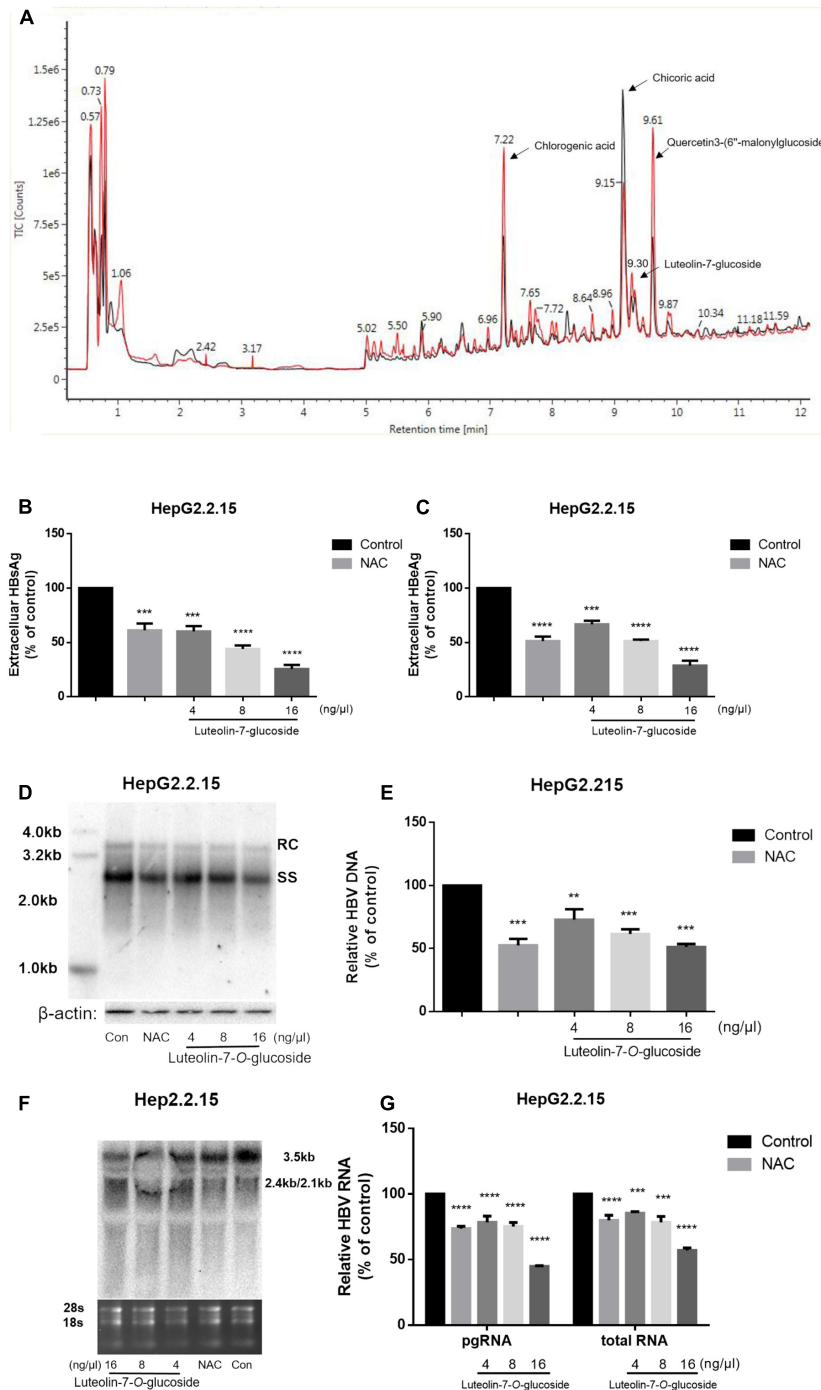 A
1.5e6
1.25e6
1e6
7.5e5
5e5
2.5e5
0
TIC [Counts]
0.79
0.73
0.57
1.06
2.42
3.17
5.02
5.50
5.90
6.96
7.22
Chlorogenic acid
7.65
7.72
8.64
8.96
9.15
Chicoric acid
9.61
Quercetin3-(6"-malonylglucoside
9.30
Luteolin-7-glucoside
9.87
10.34
11.18
11.59
1 2 3 4 5 6 7 8 9 10 11 12
Retention time [min]
B
HepG2.2.15
Extracelluar HBsAg
(% of control)
150
100
50
0
*** *** **** ****
Control
NAC
4 8 16 (ng/µl)
Luteolin-7-glucoside
C
HepG2.2.15
Extracelluar HBeAg
(% of control)
150
100
50
0
**** *** **** ****
Control
NAC
4 8 16 (ng/µl)
Luteolin-7-glucoside
D
HepG2.2.15
4.0kb
3.2kb
2.0kb
1.0kb
RC
SS
β-actin:
Con NAC 4 8 16 (ng/µl)
Luteolin-7-O-glucoside
E
HepG2.215
Relative HBV DNA
(% of control)
150
100
50
0
*** ** *** ***
Control
NAC
4 8 16 (ng/µl)
Luteolin-7-O-glucoside
F
Hep2.2.15
3.5kb
2.4kb/2.1kb
28s
18s
(ng/µl) 16 8 4 NAC Con
Luteolin-7-O-glucoside
G
HepG2.2.15
Relative HBV RNA
(% of control)
150
100
50
0
**** **** **** **** **** *** *** ****
Control
NAC
pgRNA total RNA
4 8 16 4 8 16 (ng/µl)
Luteolin-7-O-glucoside Luteolin-7-O-glucoside